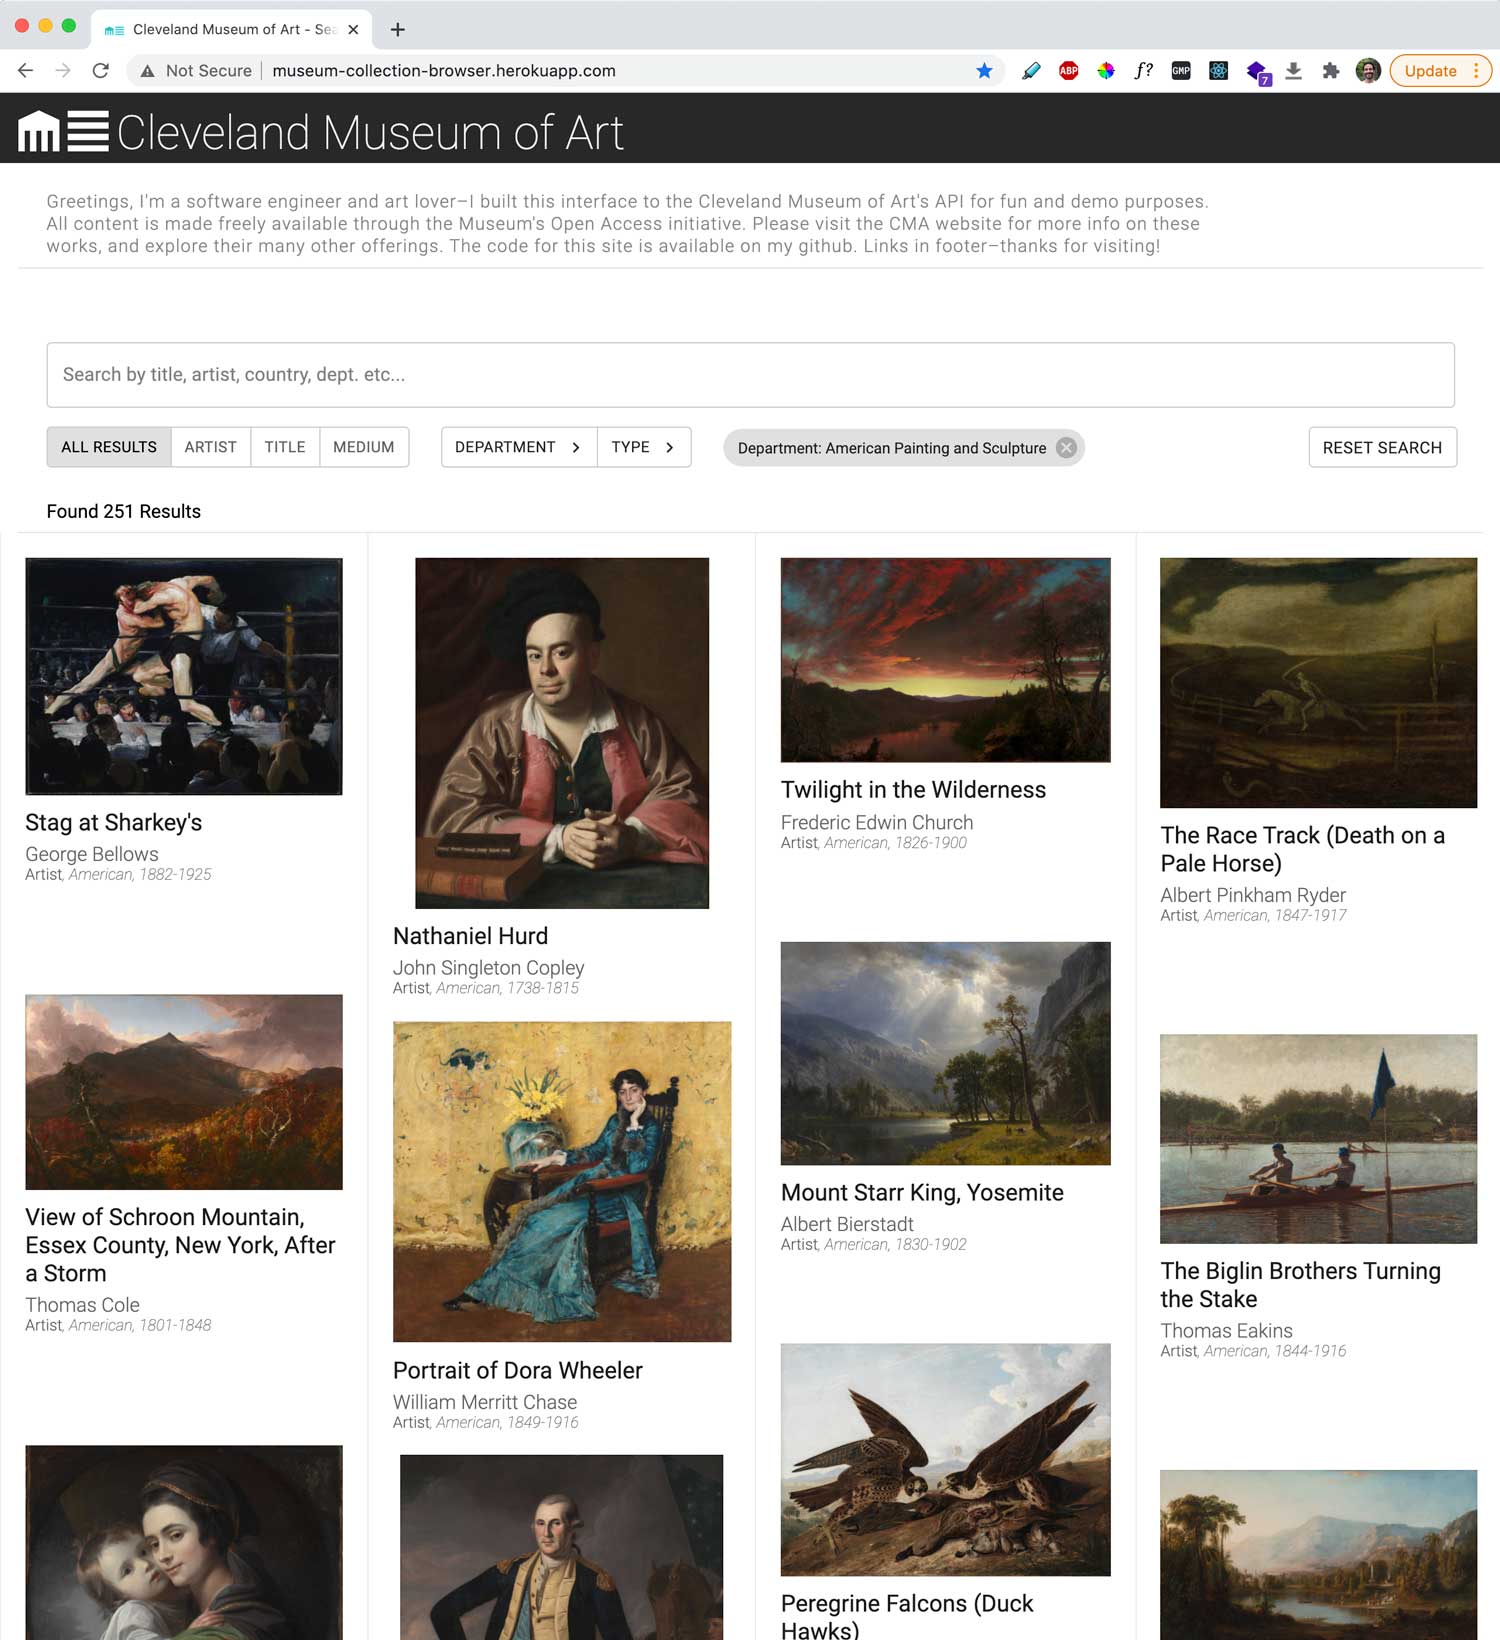 Cleveland Museum of Art - Sea
Not Secure
museum-collection-browser.herokuapp.com
ABP
f?
GMP
7
Update
Cleveland Museum of Art
Greetings, I'm a software engineer and art lover–I built this interface to the Cleveland Museum of Art's API for fun and demo purposes.
All content is made freely available through the Museum's Open Access initiative. Please visit the CMA website for more info on these
works, and explore their many other offerings. The code for this site is available on my github. Links in footer–thanks for visiting!
Search by title, artist, country, dept. etc...
ALL RESULTS
ARTIST
TITLE
MEDIUM
DEPARTMENT
TYPE
Department: American Painting and Sculpture
RESET SEARCH
Found 251 Results
Stag at Sharkey's
George Bellows
Artist, American, 1882-1925
Nathaniel Hurd
John Singleton Copley
Artist, American, 1738-1815
Twilight in the Wilderness
Frederic Edwin Church
Artist, American, 1826-1900
The Race Track (Death on a
Pale Horse)
Albert Pinkham Ryder
Artist, American, 1847-1917
View of Schroon Mountain,
Essex County, New York, After
a Storm
Thomas Cole
Artist, American, 1801-1848
Portrait of Dora Wheeler
William Merritt Chase
Artist, American, 1849-1916
Mount Starr King, Yosemite
Albert Bierstadt
Artist, American, 1830-1902
The Biglin Brothers Turning
the Stake
Thomas Eakins
Artist, American, 1844-1916
Peregrine Falcons (Duck
Hawks)